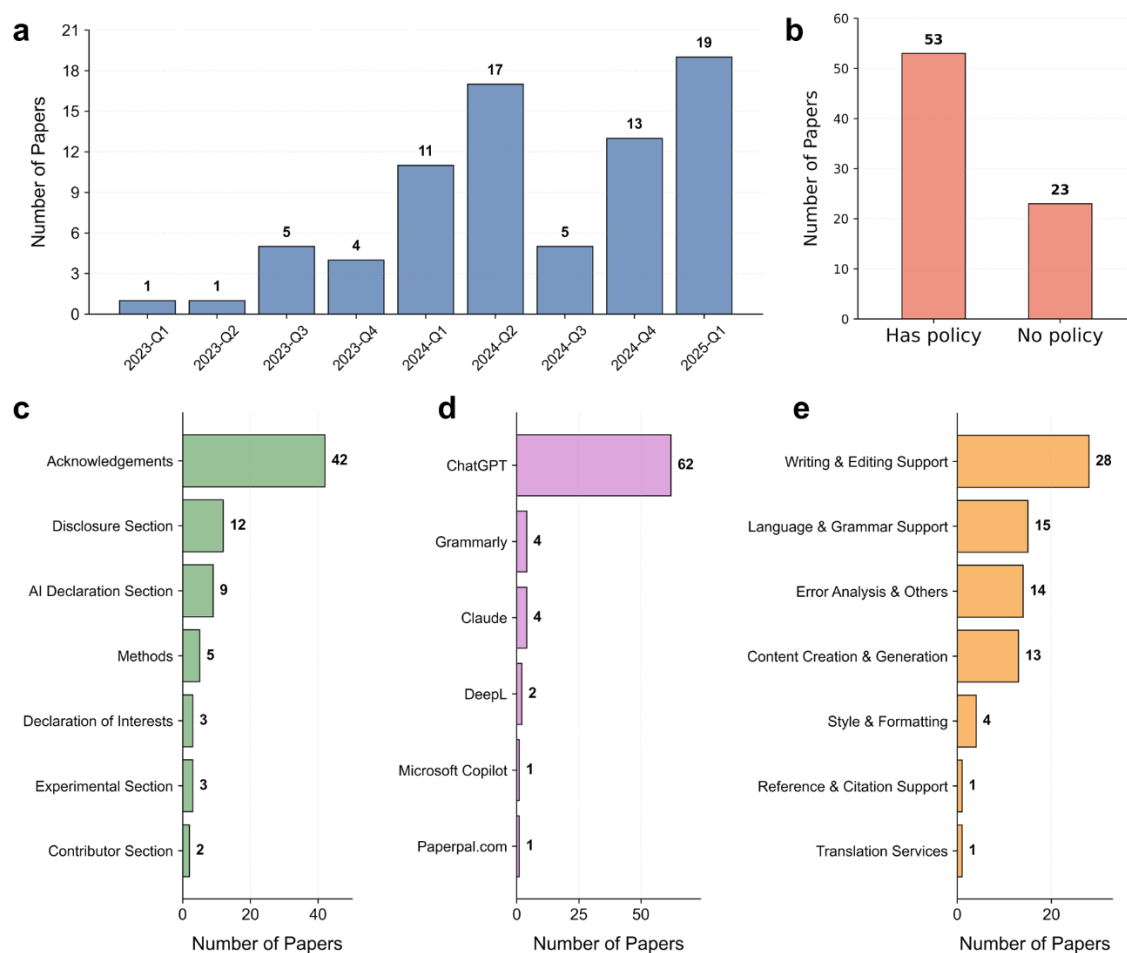 a
21
18
15
12
9
6
3
0
Number of Papers
1
1
5
4
11
17
5
13
19
2023-Q1
2023-Q2
2023-Q3
2023-Q4
2024-Q1
2024-Q2
2024-Q3
2024-Q4
2025-Q1
b
60
50
40
30
20
10
0
Number of Papers
53
23
Has policy
No policy
c
Acknowledgements 42
Disclosure Section 12
AI Declaration Section 9
Methods 5
Declaration of Interests 3
Experimental Section 3
Contributor Section 2
0 20 40
Number of Papers
d
ChatGPT 62
Grammarly 4
Claude 4
DeepL 2
Microsoft Copilot 1
Paperpal.com 1
0 50
Number of Papers
e
Writing & Editing Support 28
Language & Grammar Support 15
Error Analysis & Others 14
Content Creation & Generation 13
Style & Formatting 4
Reference & Citation Support 1
Translation Services 1
0 20
Number of Papers